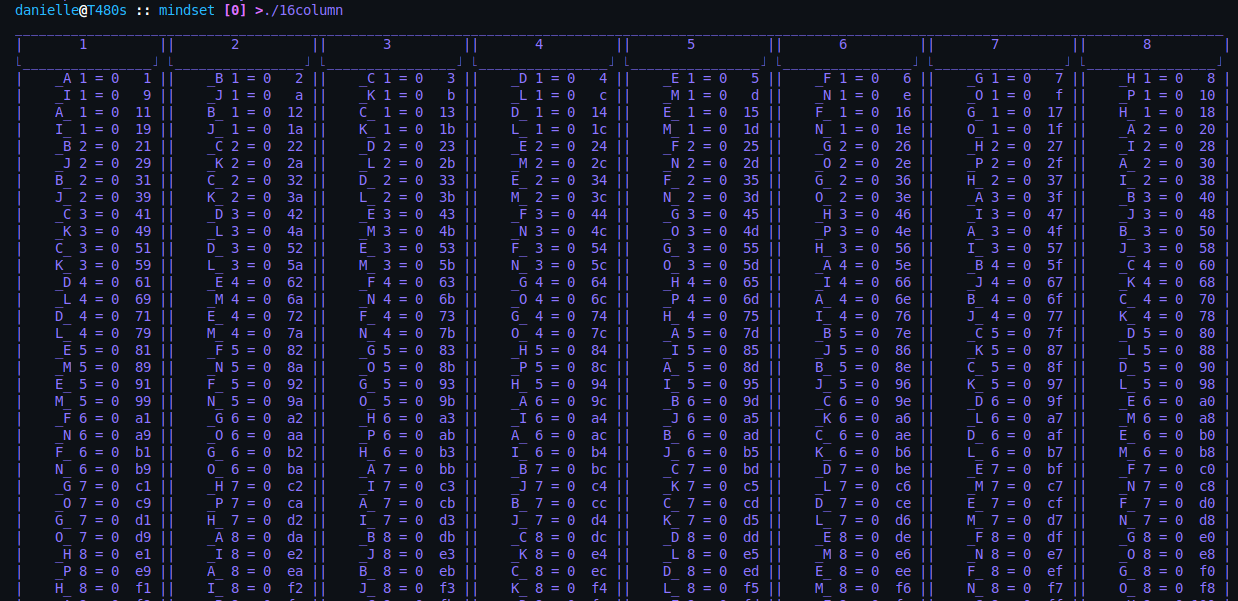 danielle@T480s :: mindset [0] >./16column
1 2 3 4 5 6 7 8
_A 1 = 0 1 _B 1 = 0 2 _C 1 = 0 3 _D 1 = 0 4 _E 1 = 0 5 _F 1 = 0 6 _G 1 = 0 7 _H 1 = 0 8
_I 1 = 0 9 _J 1 = 0 a _K 1 = 0 b _L 1 = 0 c _M 1 = 0 d _N 1 = 0 e _O 1 = 0 f _P 1 = 0 10
A_ 1 = 0 11 B_ 1 = 0 12 C_ 1 = 0 13 D_ 1 = 0 14 E_ 1 = 0 15 F_ 1 = 0 16 G_ 1 = 0 17 H_ 1 = 0 18
I_ 1 = 0 19 J_ 1 = 0 1a K_ 1 = 0 1b L_ 1 = 0 1c M_ 1 = 0 1d N_ 1 = 0 1e O_ 1 = 0 1f _A 2 = 0 20
_B 2 = 0 21 _C 2 = 0 22 _D 2 = 0 23 _E 2 = 0 24 _F 2 = 0 25 _G 2 = 0 26 _H 2 = 0 27 _I 2 = 0 28
_J 2 = 0 29 _K 2 = 0 2a _L 2 = 0 2b _M 2 = 0 2c _N 2 = 0 2d _O 2 = 0 2e _P 2 = 0 2f A_ 2 = 0 30
B_ 2 = 0 31 C_ 2 = 0 32 D_ 2 = 0 33 E_ 2 = 0 34 F_ 2 = 0 35 G_ 2 = 0 36 H_ 2 = 0 37 I_ 2 = 0 38
J_ 2 = 0 39 K_ 2 = 0 3a L_ 2 = 0 3b M_ 2 = 0 3c N_ 2 = 0 3d O_ 2 = 0 3e _A 3 = 0 3f _B 3 = 0 40
_C 3 = 0 41 _D 3 = 0 42 _E 3 = 0 43 _F 3 = 0 44 _G 3 = 0 45 _H 3 = 0 46 _I 3 = 0 47 _J 3 = 0 48
_K 3 = 0 49 _L 3 = 0 4a _M 3 = 0 4b _N 3 = 0 4c _O 3 = 0 4d _P 3 = 0 4e A_ 3 = 0 4f B_ 3 = 0 50
C_ 3 = 0 51 D_ 3 = 0 52 E_ 3 = 0 53 F_ 3 = 0 54 G_ 3 = 0 55 H_ 3 = 0 56 I_ 3 = 0 57 J_ 3 = 0 58
K_ 3 = 0 59 L_ 3 = 0 5a M_ 3 = 0 5b N_ 3 = 0 5c O_ 3 = 0 5d _A 4 = 0 5e _B 4 = 0 5f _C 4 = 0 60
_D 4 = 0 61 _E 4 = 0 62 _F 4 = 0 63 _G 4 = 0 64 _H 4 = 0 65 _I 4 = 0 66 _J 4 = 0 67 _K 4 = 0 68
_L 4 = 0 69 _M 4 = 0 6a _N 4 = 0 6b _O 4 = 0 6c _P 4 = 0 6d A_ 4 = 0 6e B_ 4 = 0 6f C_ 4 = 0 70
D_ 4 = 0 71 E_ 4 = 0 72 F_ 4 = 0 73 G_ 4 = 0 74 H_ 4 = 0 75 I_ 4 = 0 76 J_ 4 = 0 77 K_ 4 = 0 78
L_ 4 = 0 79 M_ 4 = 0 7a N_ 4 = 0 7b O_ 4 = 0 7c _A 5 = 0 7d _B 5 = 0 7e _C 5 = 0 7f _D 5 = 0 80
_E 5 = 0 81 _F 5 = 0 82 _G 5 = 0 83 _H 5 = 0 84 _I 5 = 0 85 _J 5 = 0 86 _K 5 = 0 87 _L 5 = 0 88
_M 5 = 0 89 _N 5 = 0 8a _O 5 = 0 8b _P 5 = 0 8c A_ 5 = 0 8d B_ 5 = 0 8e C_ 5 = 0 8f D_ 5 = 0 90
E_ 5 = 0 91 F_ 5 = 0 92 G_ 5 = 0 93 H_ 5 = 0 94 I_ 5 = 0 95 J_ 5 = 0 96 K_ 5 = 0 97 L_ 5 = 0 98
M_ 5 = 0 99 N_ 5 = 0 9a O_ 5 = 0 9b _A 6 = 0 9c _B 6 = 0 9d _C 6 = 0 9e _D 6 = 0 9f _E 6 = 0 a0
_F 6 = 0 a1 _G 6 = 0 a2 _H 6 = 0 a3 _I 6 = 0 a4 _J 6 = 0 a5 _K 6 = 0 a6 _L 6 = 0 a7 _M 6 = 0 a8
_N 6 = 0 a9 _O 6 = 0 aa _P 6 = 0 ab A_ 6 = 0 ac B_ 6 = 0 ad C_ 6 = 0 ae D_ 6 = 0 af E_ 6 = 0 b0
F_ 6 = 0 b1 G_ 6 = 0 b2 H_ 6 = 0 b3 I_ 6 = 0 b4 J_ 6 = 0 b5 K_ 6 = 0 b6 L_ 6 = 0 b7 M_ 6 = 0 b8
N_ 6 = 0 b9 O_ 6 = 0 ba _A 7 = 0 bb _B 7 = 0 bc _C 7 = 0 bd _D 7 = 0 be _E 7 = 0 bf _F 7 = 0 c0
_G 7 = 0 c1 _H 7 = 0 c2 _I 7 = 0 c3 _J 7 = 0 c4 _K 7 = 0 c5 _L 7 = 0 c6 _M 7 = 0 c7 _N 7 = 0 c8
_O 7 = 0 c9 _P 7 = 0 ca A_ 7 = 0 cb B_ 7 = 0 cc C_ 7 = 0 cd D_ 7 = 0 ce E_ 7 = 0 cf F_ 7 = 0 d0
G_ 7 = 0 d1 H_ 7 = 0 d2 I_ 7 = 0 d3 J_ 7 = 0 d4 K_ 7 = 0 d5 L_ 7 = 0 d6 M_ 7 = 0 d7 N_ 7 = 0 d8
O_ 7 = 0 d9 _A 8 = 0 da _B 8 = 0 db _C 8 = 0 dc _D 8 = 0 dd _E 8 = 0 de _F 8 = 0 df _G 8 = 0 e0
_H 8 = 0 e1 _I 8 = 0 e2 _J 8 = 0 e3 _K 8 = 0 e4 _L 8 = 0 e5 _M 8 = 0 e6 _N 8 = 0 e7 _O 8 = 0 e8
_P 8 = 0 e9 A_ 8 = 0 ea B_ 8 = 0 eb C_ 8 = 0 ec D_ 8 = 0 ed E_ 8 = 0 ee F_ 8 = 0 ef G_ 8 = 0 f0
H_ 8 = 0 f1 I_ 8 = 0 f2 J_ 8 = 0 f3 K_ 8 = 0 f4 L_ 8 = 0 f5 M_ 8 = 0 f6 N_ 8 = 0 f7 O_ 8 = 0 f8